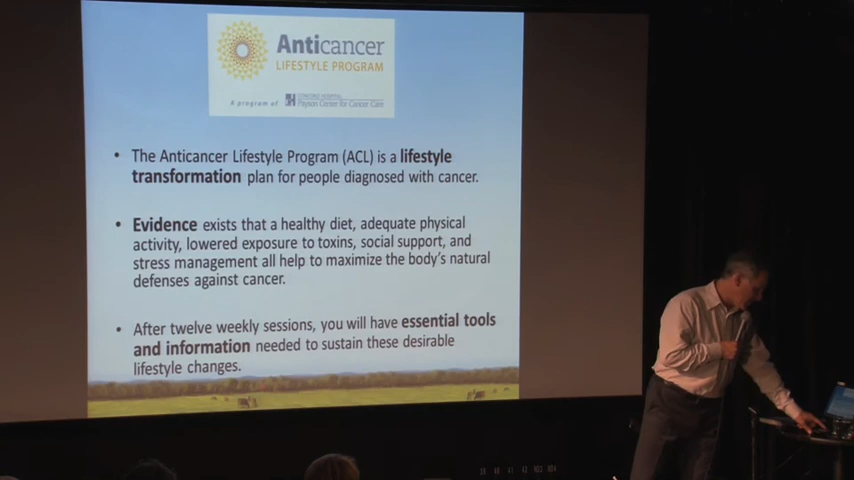 Anticancer
LIFESTYLE PROGRAM
A program of
CONCORD HOSPITAL
Payson Center for Cancer Care
• The Anticancer Lifestyle Program (ACL) is a lifestyle
transformation plan for people diagnosed with cancer.
• Evidence exists that a healthy diet, adequate physical
activity, lowered exposure to toxins, social support, and
stress management all help to maximize the body's natural
defenses against cancer.
• After twelve weekly sessions, you will have essential tools
and information needed to sustain these desirable
lifestyle changes.